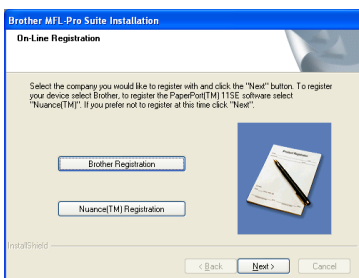 Brother MFL-Pro Suite Installation
On-Line Registration
Select the company you would like to register with and click the "Next" button. To register
your device select Brother, to register the PaperPort(TM) 11SE software select
"Nuance(TM)". If you prefer not to register at this time click "Next".
Brother Registration
Product Registration
Nuance(TM) Registration
InstallShield
< Back
Next >
Cancel